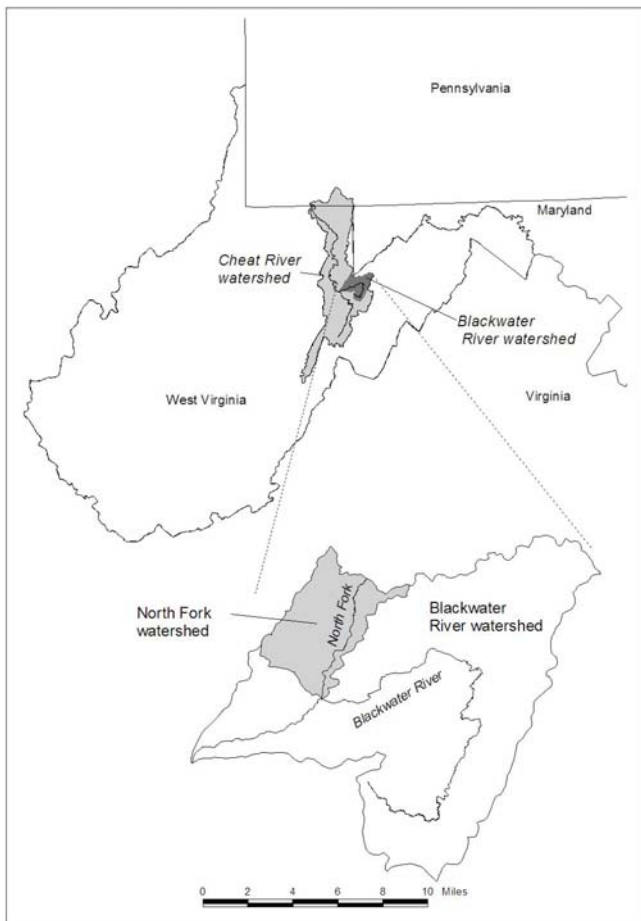 Pennsylvania
Maryland
Cheat River
watershed
Blackwater
River watershed
West Virginia
Virginia
North Fork
watershed
North Fork
Blackwater
River watershed
Blackwater River
0 2 4 6 8 10 Miles